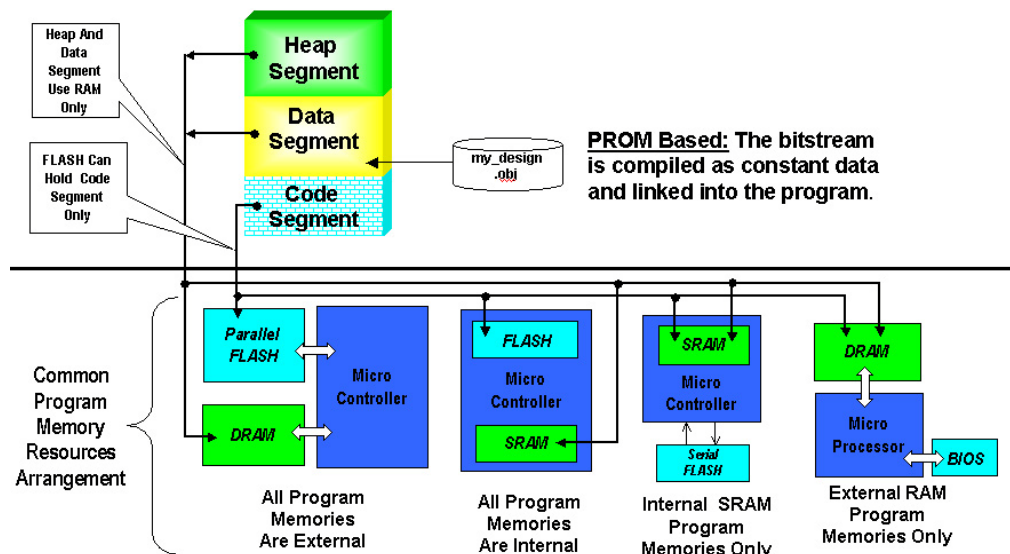 Heap And
Data
Segment
Use RAM
Only
Heap
Segment
Data
Segment
Code
Segment
FLASH Can
Hold Code
Segment
Only
my_design
.obj
PROM Based: The bitstream
is compiled as constant data
and linked into the program.
Common
Program
Memory
Resources
Arrangement
Parallel
FLASH
DRAM
Micro
Controller
All Program
Memories
Are External
FLASH
Micro
Controller
SRAM
All Program
Memories
Are Internal
SRAM
Micro
Controller
Serial
FLASH
Internal SRAM
Program
Memories Only
DRAM
Micro
Processor
BIOS
External RAM
Program
Memories Only